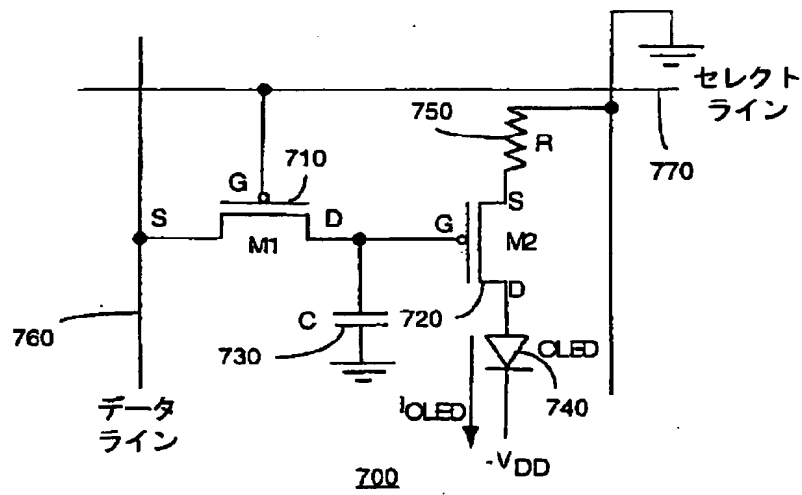 セレクト
ライン
750
R
770
710
G
S
D
M1
G
S
M2
D
C
730
720
760
OLED
740
データ
ライン
IOLED
-VDD
700